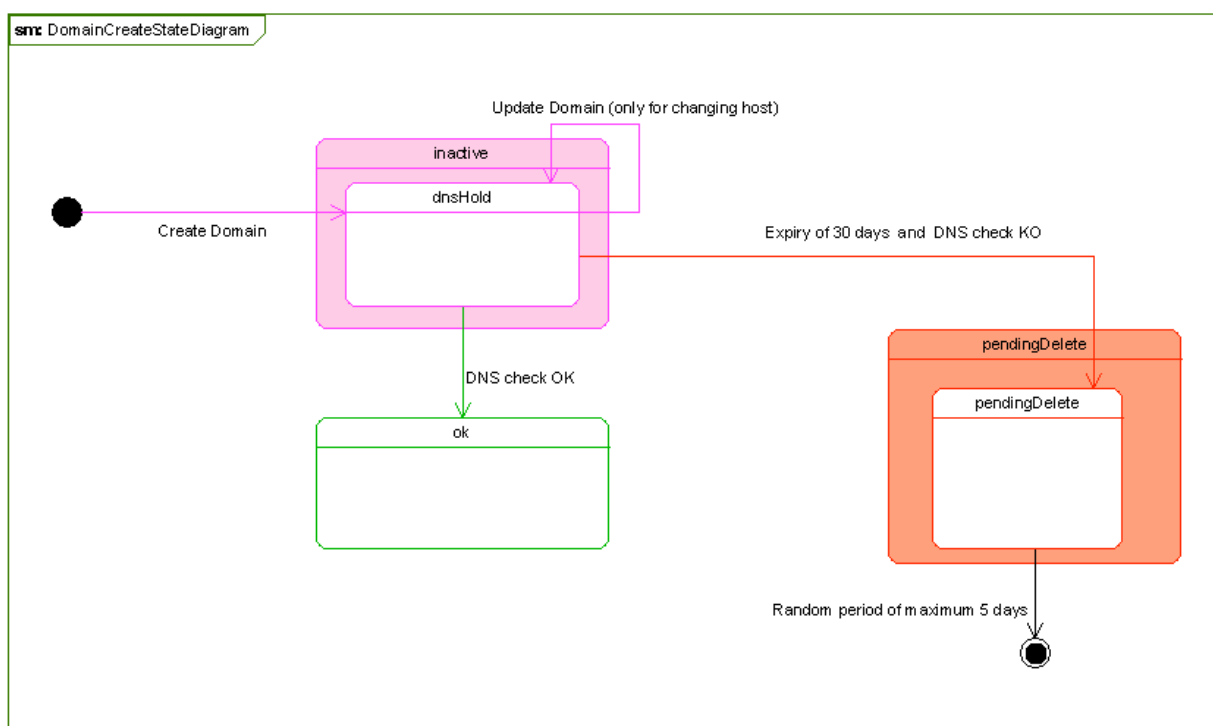 sm: DomainCreateStateDiagram
Update Domain (only for changing host)
inactive
dnsHold
Create Domain
Expiry of 30 days and DNS check KO
pendingDelete
DNS check OK
pendingDelete
ok
Random period of maximum 5 days